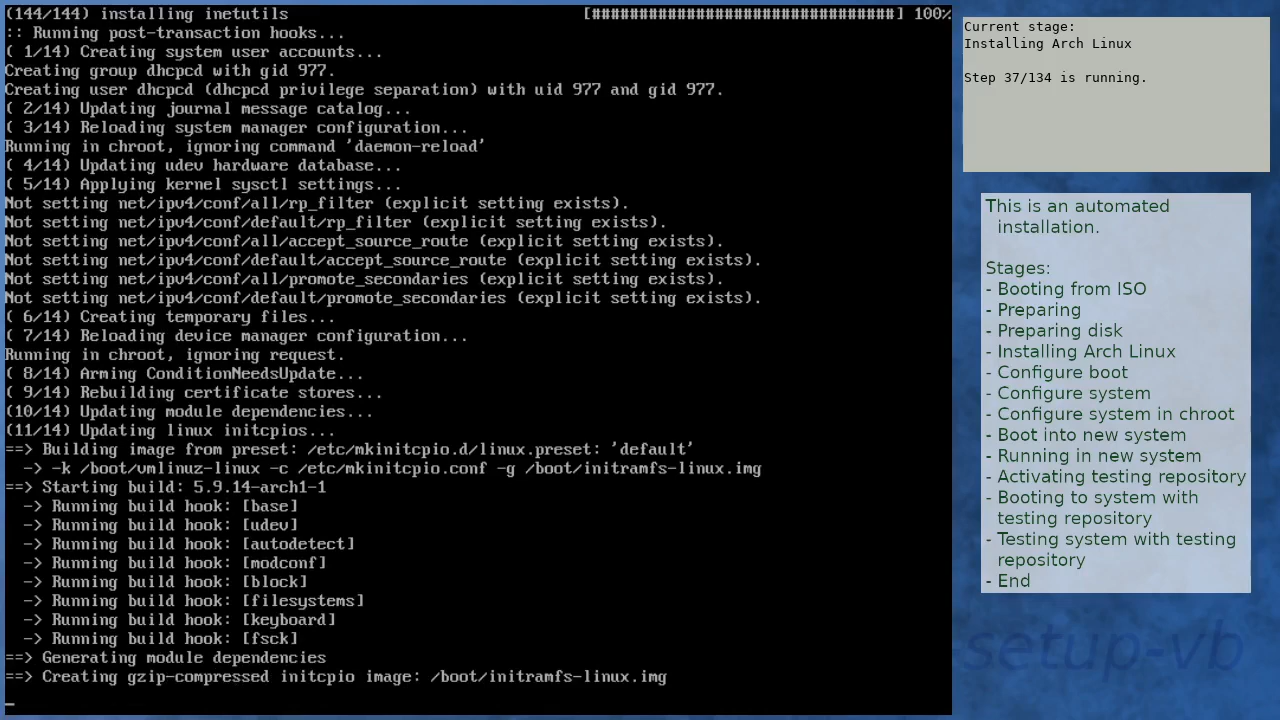 (144/144) installing inetutils [################################] 100%
:: Running post-transaction hooks...
( 1/14) Creating system user accounts...
Creating group dhcpcd with gid 977.
Creating user dhcpcd (dhcpcd privilege separation) with uid 977 and gid 977.
( 2/14) Updating journal message catalog...
( 3/14) Reloading system manager configuration...
Running in chroot, ignoring command 'daemon-reload'
( 4/14) Updating udev hardware database...
( 5/14) Applying kernel sysctl settings...
Not setting net/ipv4/conf/all/rp_filter (explicit setting exists).
Not setting net/ipv4/conf/default/rp_filter (explicit setting exists).
Not setting net/ipv4/conf/all/accept_source_route (explicit setting exists).
Not setting net/ipv4/conf/default/accept_source_route (explicit setting exists).
Not setting net/ipv4/conf/all/promote_secondaries (explicit setting exists).
Not setting net/ipv4/conf/default/promote_secondaries (explicit setting exists).
( 6/14) Creating temporary files...
( 7/14) Reloading device manager configuration...
Running in chroot, ignoring request.
( 8/14) Arming ConditionNeedsUpdate...
( 9/14) Rebuilding certificate stores...
(10/14) Updating module dependencies...
(11/14) Updating linux initcpios...
==> Building image from preset: /etc/mkinitcpio.d/linux.preset: 'default'
-> -k /boot/vmlinuz-linux -c /etc/mkinitcpio.conf -g /boot/initramfs-linux.img
==> Starting build: 5.9.14-arch1-1
-> Running build hook: [base]
-> Running build hook: [udev]
-> Running build hook: [autodetect]
-> Running build hook: [modconf]
-> Running build hook: [block]
-> Running build hook: [filesystems]
-> Running build hook: [keyboard]
-> Running build hook: [fsck]
==> Generating module dependencies
==> Creating gzip-compressed initcpio image: /boot/initramfs-linux.img
Current stage:
Installing Arch Linux
Step 37/134 is running.
This is an automated
installation.
Stages:
- Booting from ISO
- Preparing
- Preparing disk
- Installing Arch Linux
- Configure boot
- Configure system
- Configure system in chroot
- Boot into new system
- Running in new system
- Activating testing repository
- Booting to system with
testing repository
- Testing system with testing
repository
- End
setup-vb